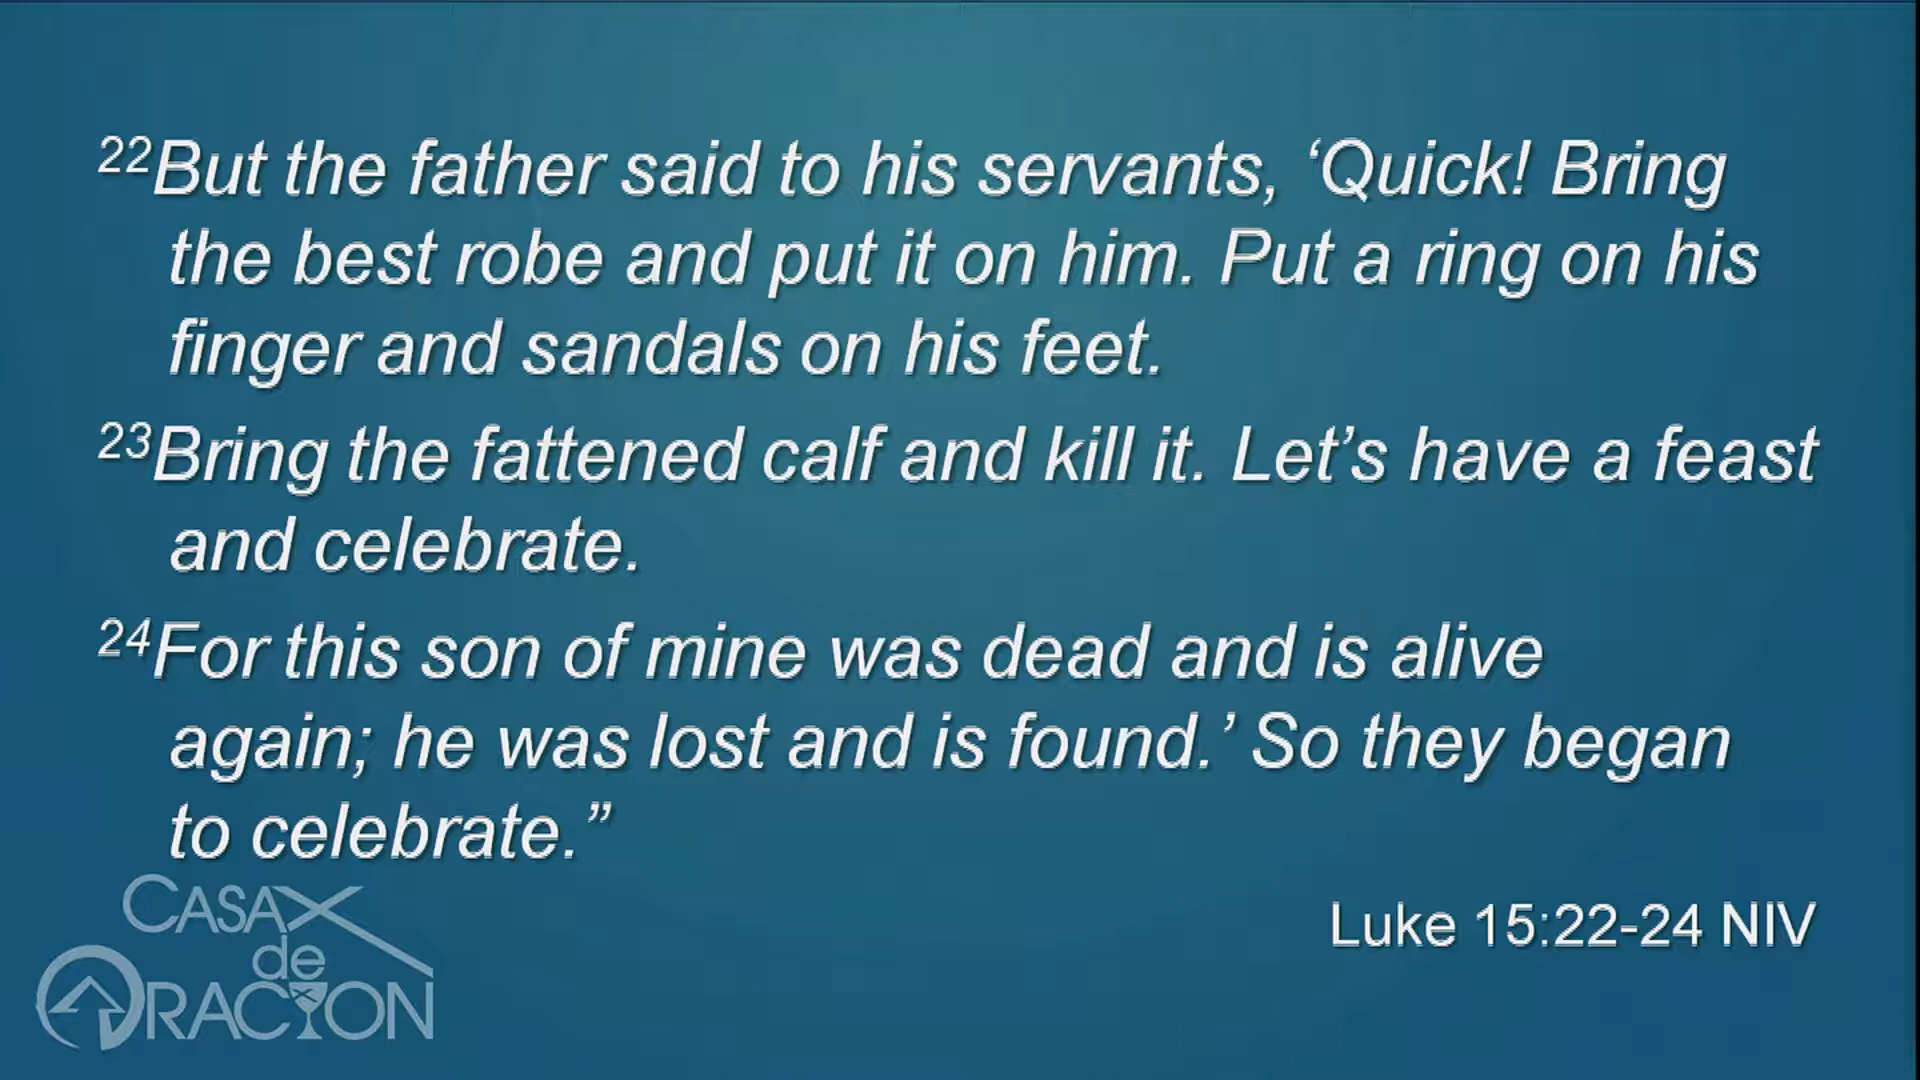 22But the father said to his servants, ‘Quick! Bring
the best robe and put it on him. Put a ring on his
finger and sandals on his feet.
23Bring the fattened calf and kill it. Let’s have a feast
and celebrate.
24For this son of mine was dead and is alive
again; he was lost and is found.’ So they began
to celebrate.”
Luke 15:22-24 NIV
CASA
de
ORACION